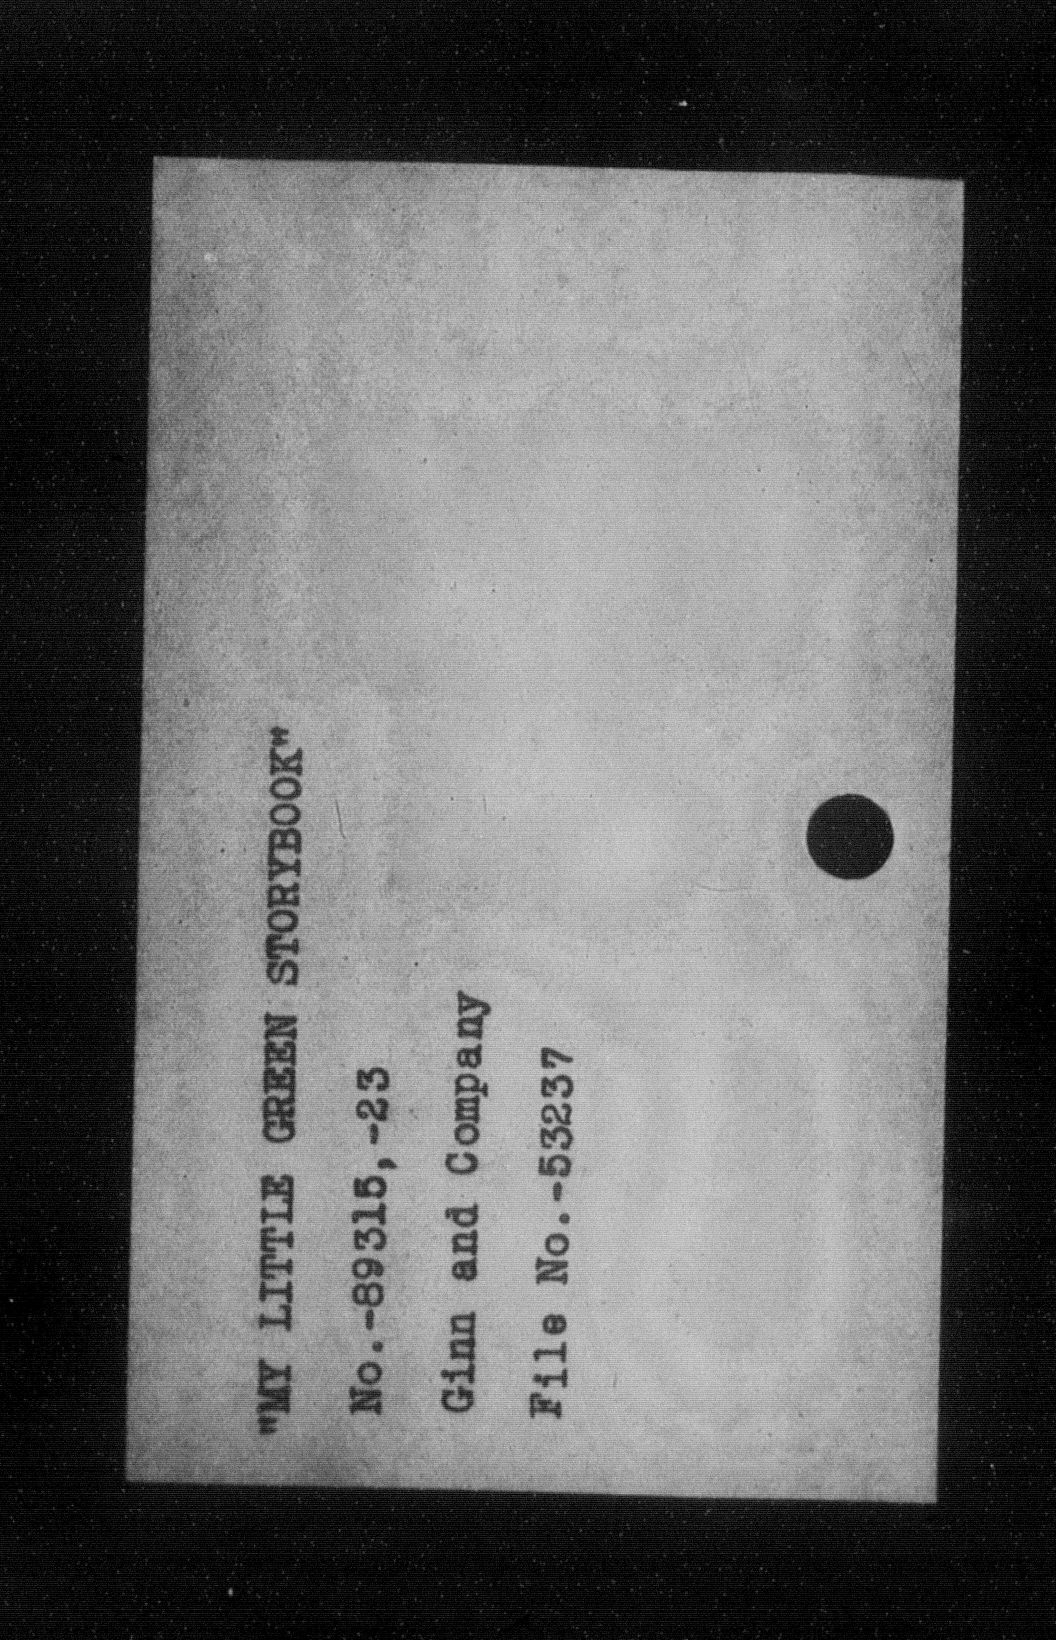 "MY LITTLE GREEN STORYBOOK"
No.-89315,-23
Ginn and Company
File No.-53237